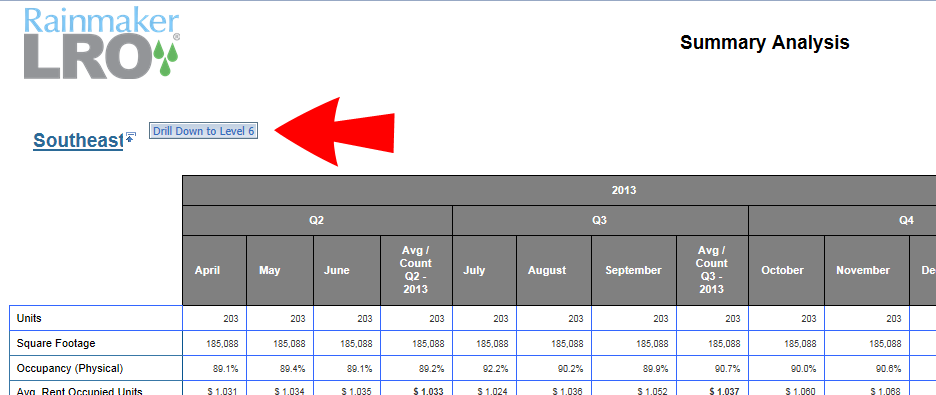 Rainmaker
LRO®
Summary Analysis
Southeast
Drill Down to Level 6
2013
Q2 Q3 Q4
April May June Avg / Count Q2 - 2013 July August September Avg / Count Q3 - 2013 October November De
Units 203 203 203 203 203 203 203 203 203 203
Square Footage 185,088 185,088 185,088 185,088 185,088 185,088 185,088 185,088 185,088 185,088
Occupancy (Physical) 89.1% 89.4% 89.1% 89.2% 92.2% 90.2% 89.9% 90.7% 90.0% 90.6%
Avg. Rent Occupied Units $ 1,031 $ 1,034 $ 1,035 $ 1,033 $ 1,024 $ 1,036 $ 1,052 $ 1,037 $ 1,060 $ 1,068